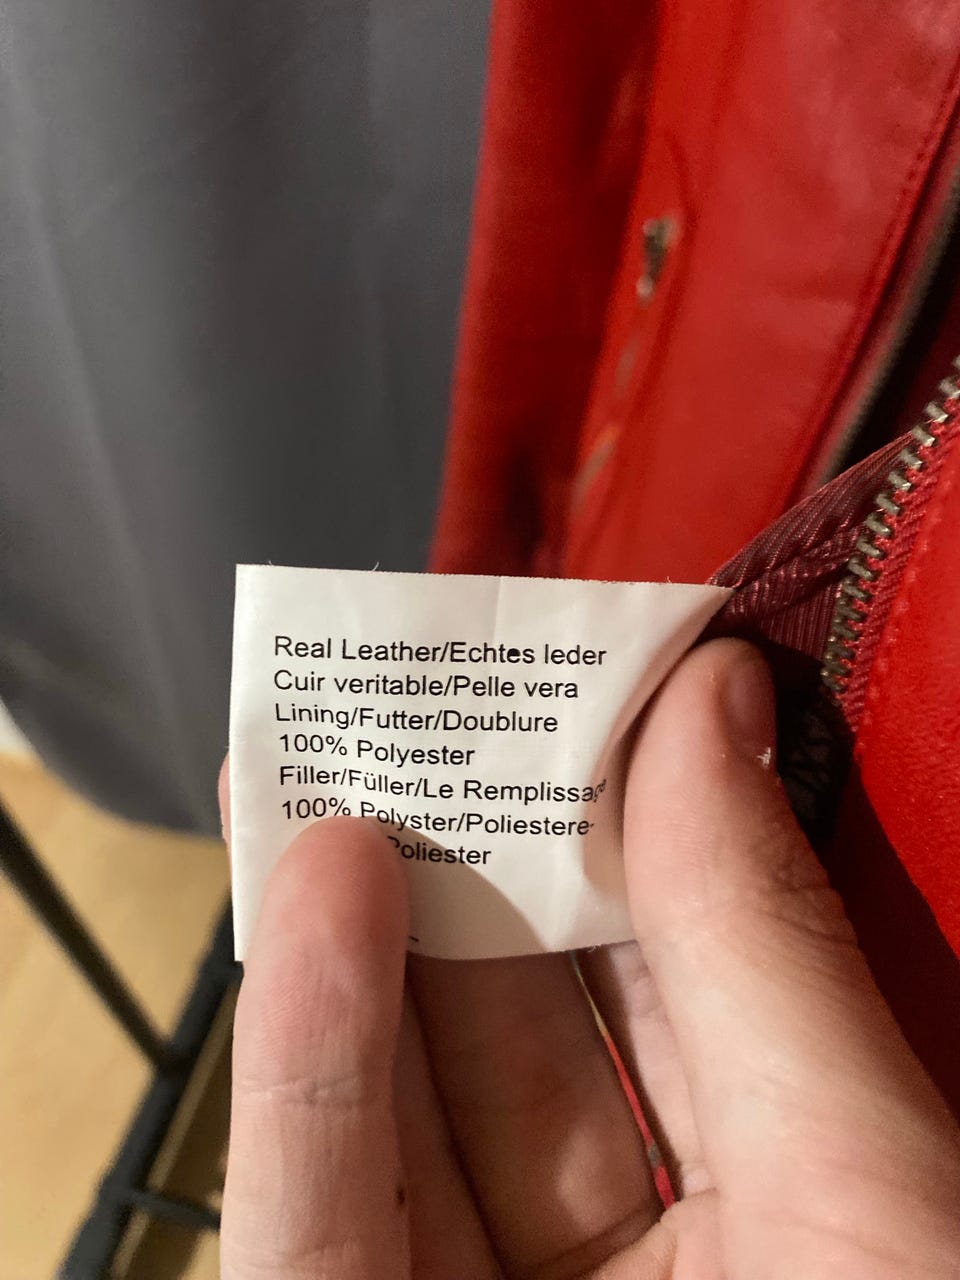 Real Leather/Echtes leder
Cuir veritable/Pelle vera
Lining/Futter/Doublure
100% Polyester
Filler/Füller/Le Remplissage
100% Polyster/Poliestere-
Poliester